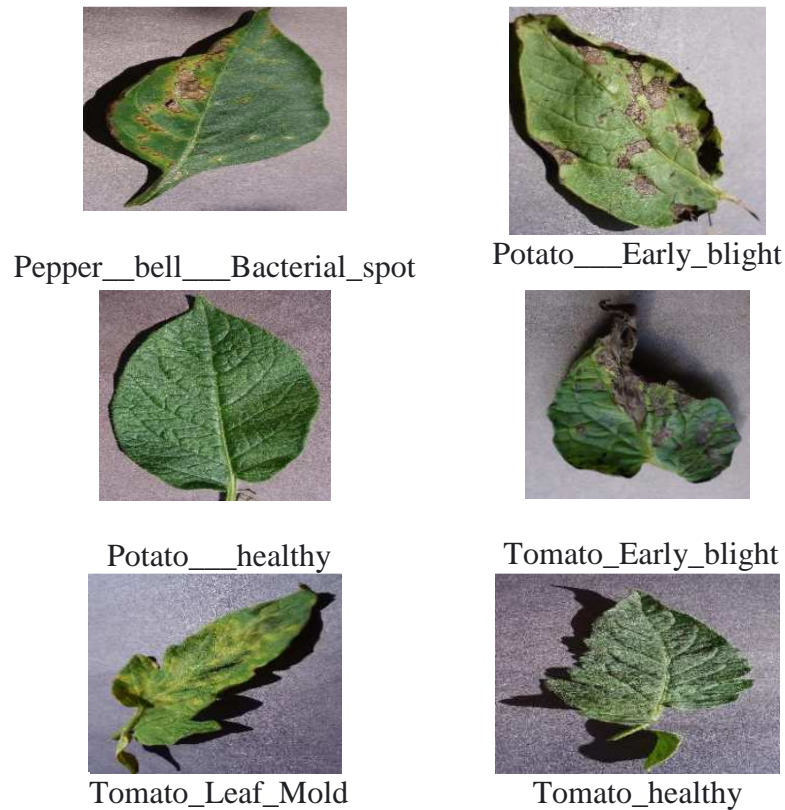 Pepper__bell___Bacterial_spot
Potato___Early_blight
Potato___healthy
Tomato_Early_blight
Tomato_Leaf_Mold
Tomato_healthy